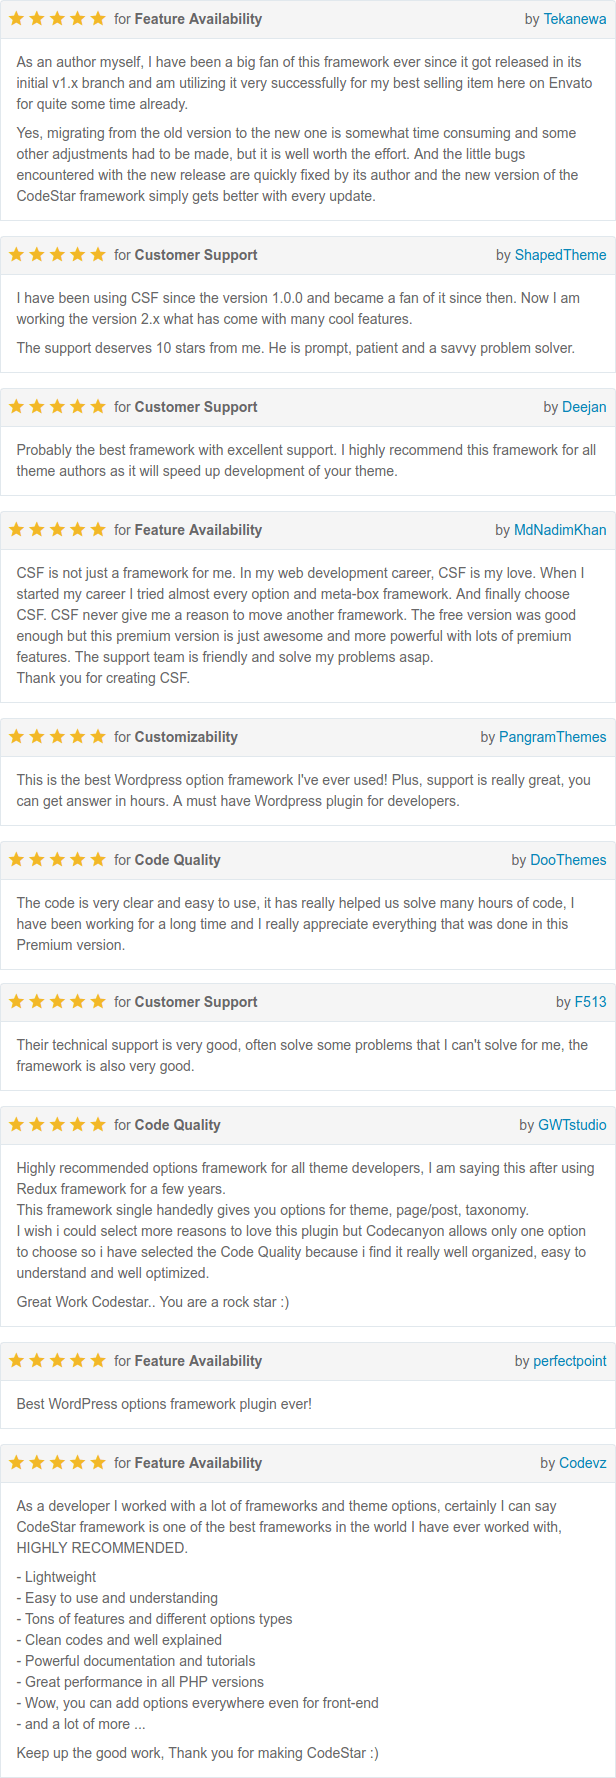 for Feature Availability by Tekanewa
As an author myself, I have been a big fan of this framework ever since it got released in its
initial v1.x branch and am utilizing it very successfully for my best selling item here on Envato
for quite some time already.
Yes, migrating from the old version to the new one is somewhat time consuming and some
other adjustments had to be made, but it is well worth the effort. And the little bugs
encountered with the new release are quickly fixed by its author and the new version of the
CodeStar framework simply gets better with every update.
for Customer Support by ShapedTheme
I have been using CSF since the version 1.0.0 and became a fan of it since then. Now I am
working the version 2.x what has come with many cool features.
The support deserves 10 stars from me. He is prompt, patient and a savvy problem solver.
for Customer Support by Deejan
Probably the best framework with excellent support. I highly recommend this framework for all
theme authors as it will speed up development of your theme.
for Feature Availability by MdNadimKhan
CSF is not just a framework for me. In my web development career, CSF is my love. When I
started my career I tried almost every option and meta-box framework. And finally choose
CSF. CSF never give me a reason to move another framework. The free version was good
enough but this premium version is just awesome and more powerful with lots of premium
features. The support team is friendly and solve my problems asap.
Thank you for creating CSF.
for Customizability by PangramThemes
This is the best Wordpress option framework I've ever used! Plus, support is really great, you
can get answer in hours. A must have Wordpress plugin for developers.
for Code Quality by DooThemes
The code is very clear and easy to use, it has really helped us solve many hours of code, I
have been working for a long time and I really appreciate everything that was done in this
Premium version.
for Customer Support by F513
Their technical support is very good, often solve some problems that I can't solve for me, the
framework is also very good.
for Code Quality by GWTstudio
Highly recommended options framework for all theme developers, I am saying this after using
Redux framework for a few years.
This framework single handedly gives you options for theme, page/post, taxonomy.
I wish i could select more reasons to love this plugin but Codecanyon allows only one option
to choose so i have selected the Code Quality because i find it really well organized, easy to
understand and well optimized.
Great Work Codestar.. You are a rock star :)
for Feature Availability by perfectpoint
Best WordPress options framework plugin ever!
for Feature Availability by Codevz
As a developer I worked with a lot of frameworks and theme options, certainly I can say
CodeStar framework is one of the best frameworks in the world I have ever worked with,
HIGHLY RECOMMENDED.
- Lightweight
- Easy to use and understanding
- Tons of features and different options types
- Clean codes and well explained
- Powerful documentation and tutorials
- Great performance in all PHP versions
- Wow, you can add options everywhere even for front-end
- and a lot of more ...
Keep up the good work, Thank you for making CodeStar :)